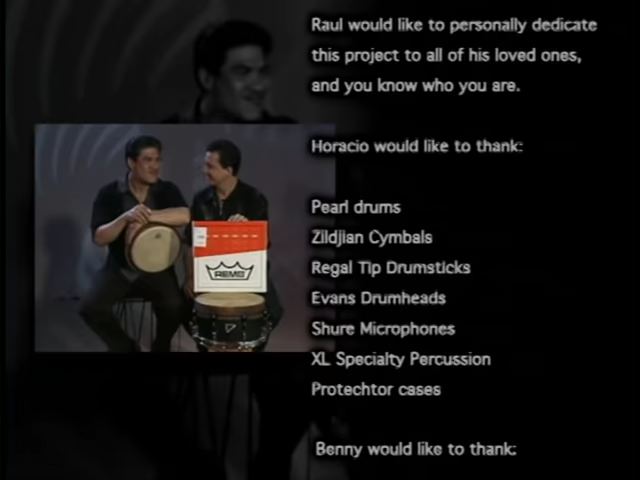 Raul would like to personally dedicate
this project to all of his loved ones,
and you know who you are.
Horacio would like to thank:
Pearl drums
Zildjian Cymbals
Regal Tip Drumsticks
Evans Drumheads
Shure Microphones
XL Specialty Percussion
Protechtor cases
Benny would like to thank:
REMO